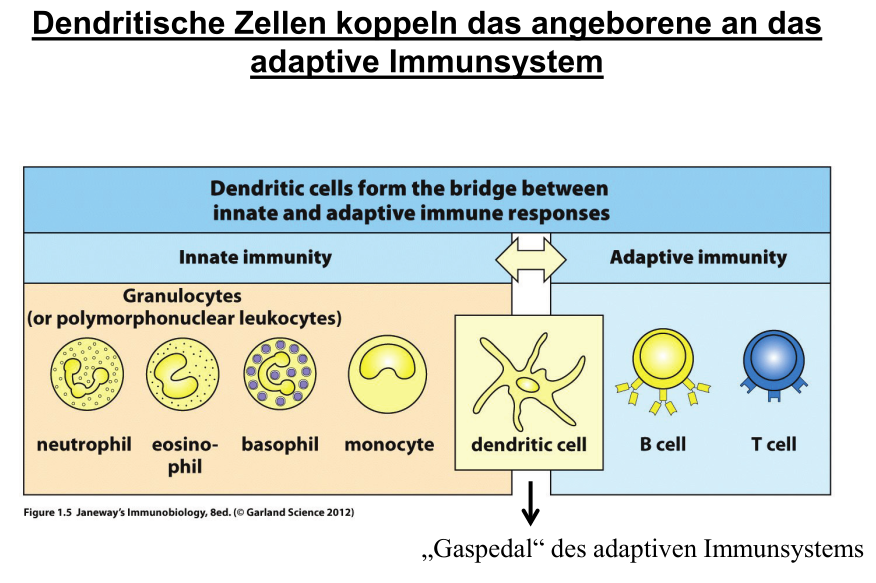 Dendritische Zellen koppeln das angeborene an das
adaptive Immunsystem
Dendritic cells form the bridge between
innate and adaptive immune responses
Innate immunity
Adaptive immunity
Granulocytes
(or polymorphonuclear leukocytes)
neutrophil
eosino-
phil
basophil
monocyte
dendritic cell
B cell
T cell
Figure 1.5 Janeway's Immunobiology, 8ed. (© Garland Science 2012)
„Gaspedal“ des adaptiven Immunsystems